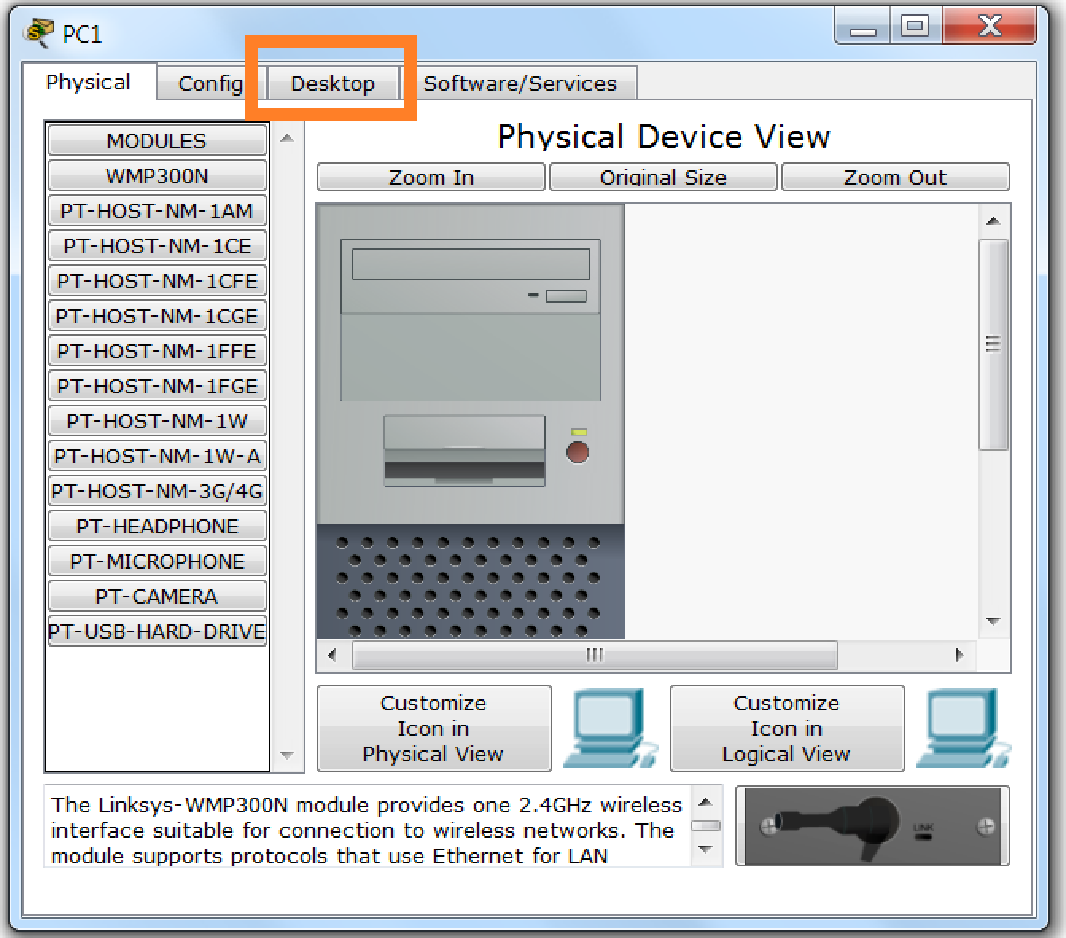 PC1
Physical
Config
Desktop
Software/Services
MODULES
WMP300N
PT-HOST-NM-1AM
PT-HOST-NM-1CE
PT-HOST-NM-1CFE
PT-HOST-NM-1CGE
PT-HOST-NM-1FFE
PT-HOST-NM-1FGE
PT-HOST-NM-1W
PT-HOST-NM-1W-A
PT-HOST-NM-3G/4G
PT-HEADPHONE
PT-MICROPHONE
PT-CAMERA
PT-USB-HARD-DRIVE
Physical Device View
Zoom In
Original Size
Zoom Out
Customize
Icon in
Physical View
Customize
Icon in
Logical View
The Linksys-WMP300N module provides one 2.4GHz wireless
interface suitable for connection to wireless networks. The
module supports protocols that use Ethernet for LAN
LINK